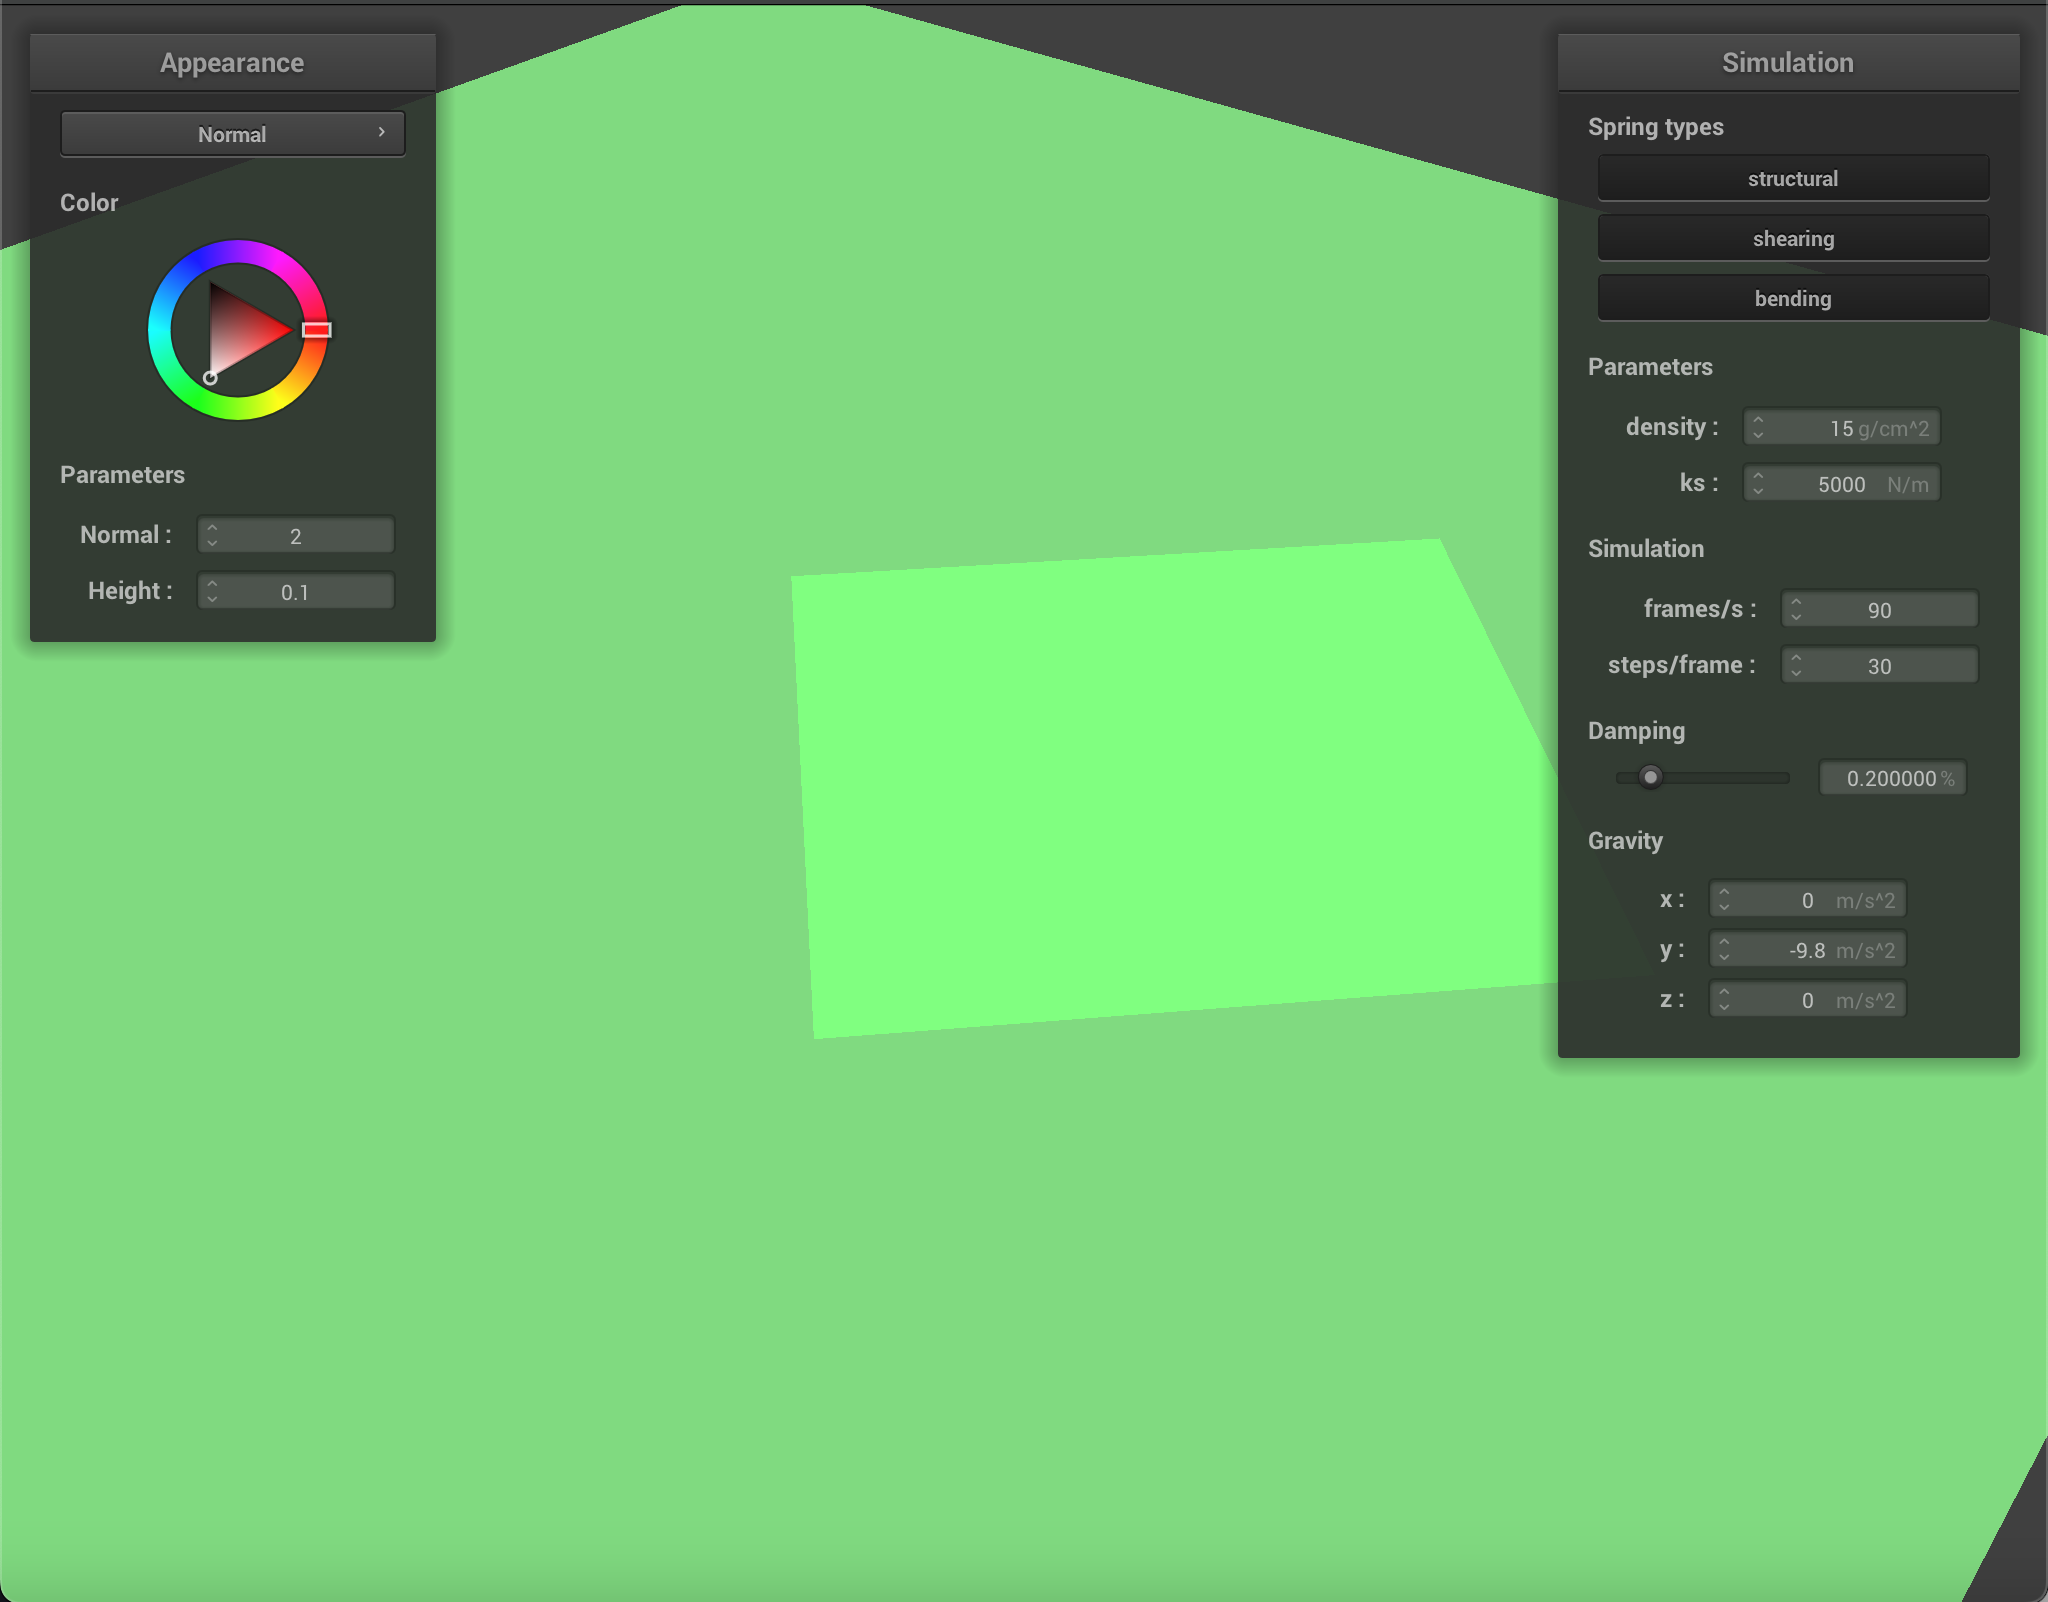 Appearance
Normal
Color
Parameters
Normal : 2
Height : 0.1
Simulation
Spring types
structural
shearing
bending
Parameters
density : 15 g/cm^2
ks : 5000 N/m
Simulation
frames/s : 90
steps/frame : 30
Damping
0.200000 %
Gravity
x : 0 m/s^2
y : -9.8 m/s^2
z : 0 m/s^2